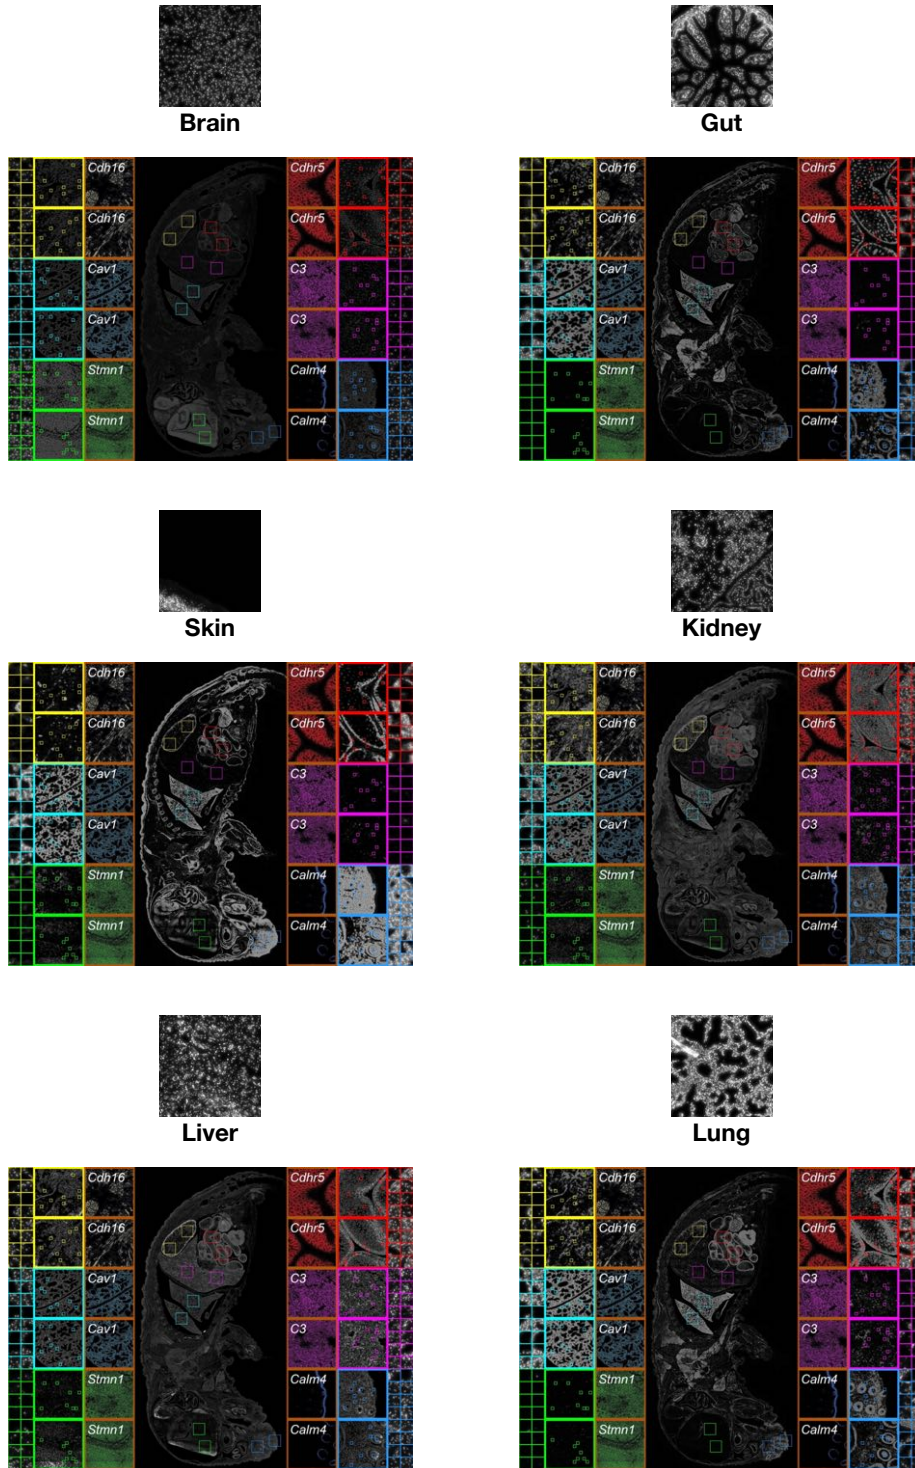 Brain
Gut
Cdh16
Cdhr5
Cdh16
Cdhr5
Cdh16
Cdhr5
Cdh16
Cdhr5
Cav1
C3
Cav1
C3
Cav1
C3
Cav1
C3
Stmn1
Calm4
Stmn1
Calm4
Stmn1
Calm4
Stmn1
Calm4
Skin
Kidney
Cdh16
Cdhr5
Cdh16
Cdhr5
Cdh16
Cdhr5
Cdh16
Cdhr5
Cav1
C3
Cav1
C3
Cav1
C3
Cav1
C3
Stmn1
Calm4
Stmn1
Calm4
Stmn1
Calm4
Stmn1
Calm4
Liver
Lung
Cdh16
Cdhr5
Cdh16
Cdhr5
Cdh16
Cdhr5
Cdh16
Cdhr5
Cav1
C3
Cav1
C3
Cav1
C3
Cav1
C3
Stmn1
Calm4
Stmn1
Calm4
Stmn1
Calm4
Stmn1
Calm4